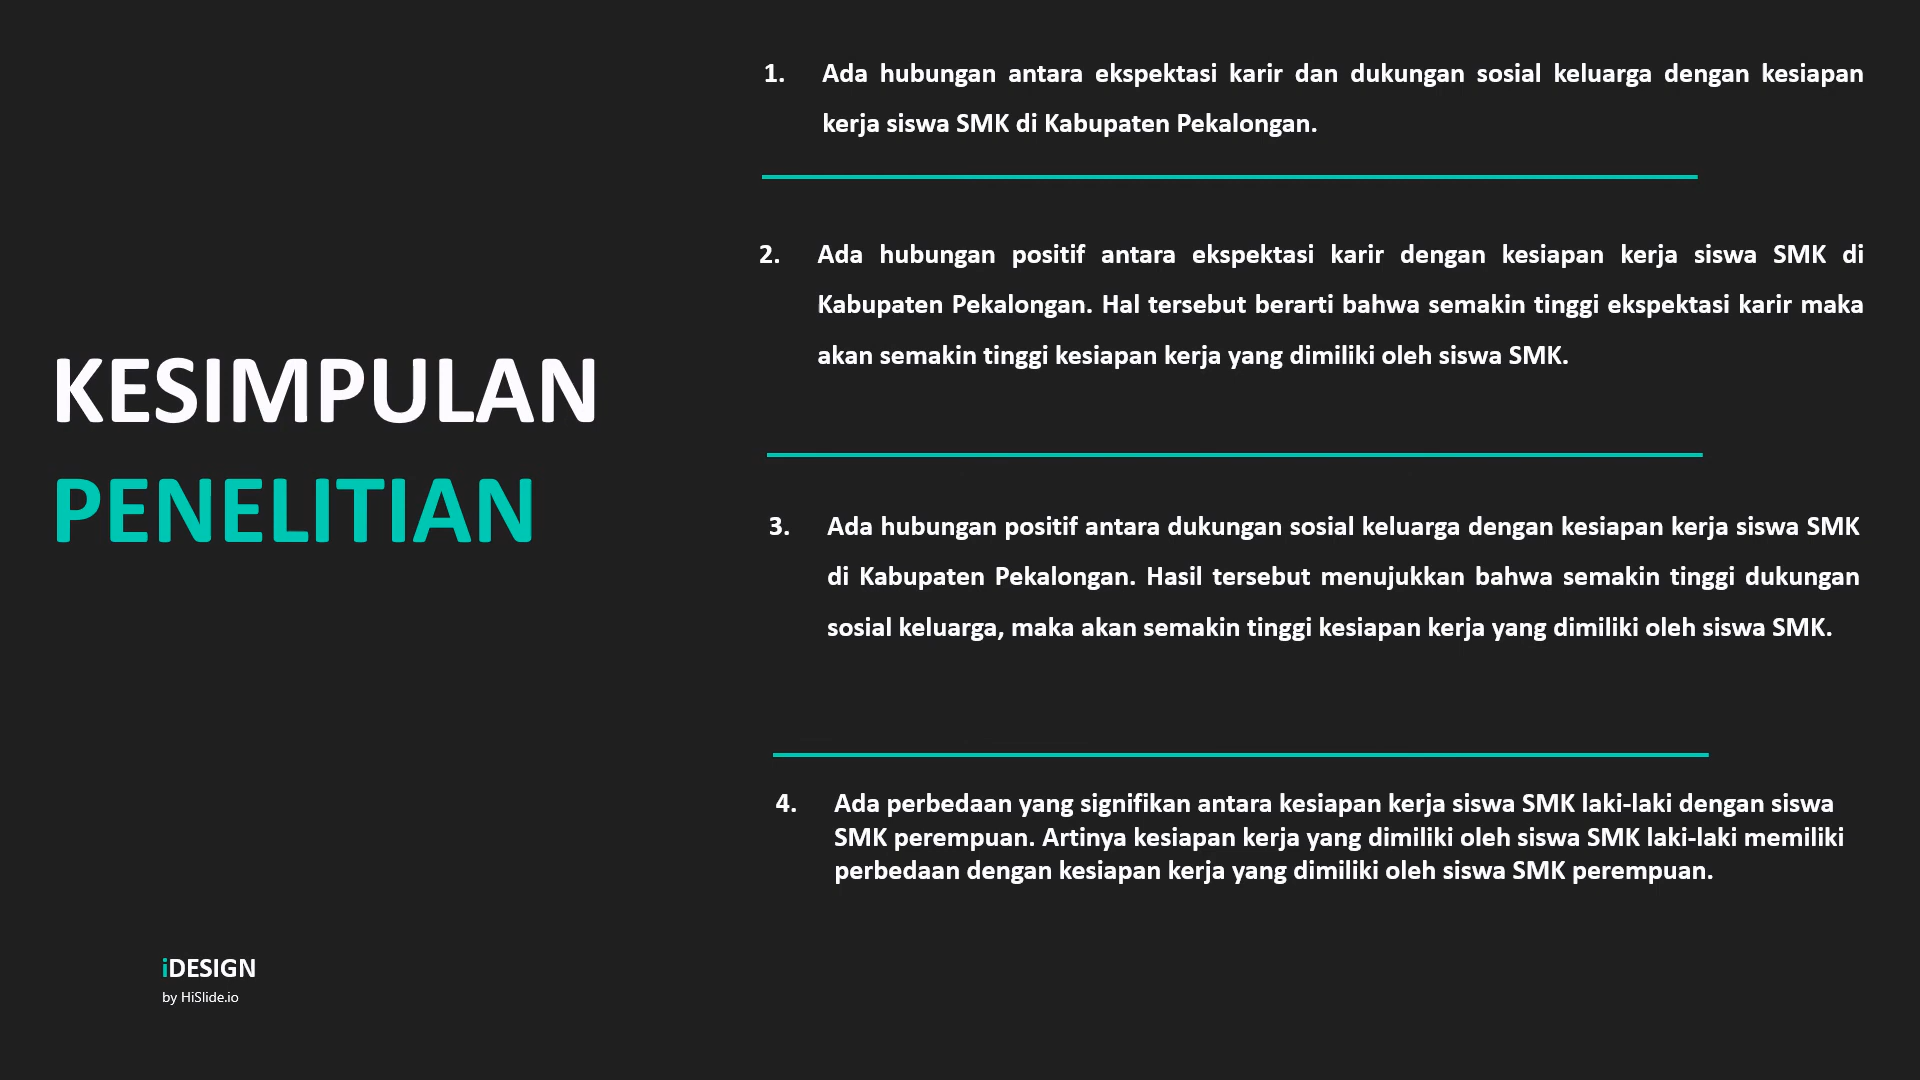 KESIMPULAN
PENELITIAN
1. Ada hubungan antara ekspektasi karir dan dukungan sosial keluarga dengan kesiapan
kerja siswa SMK di Kabupaten Pekalongan.
2. Ada hubungan positif antara ekspektasi karir dengan kesiapan kerja siswa SMK di
Kabupaten Pekalongan. Hal tersebut berarti bahwa semakin tinggi ekspektasi karir maka
akan semakin tinggi kesiapan kerja yang dimiliki oleh siswa SMK.
3. Ada hubungan positif antara dukungan sosial keluarga dengan kesiapan kerja siswa SMK
di Kabupaten Pekalongan. Hasil tersebut menujukkan bahwa semakin tinggi dukungan
sosial keluarga, maka akan semakin tinggi kesiapan kerja yang dimiliki oleh siswa SMK.
4. Ada perbedaan yang signifikan antara kesiapan kerja siswa SMK laki-laki dengan siswa
SMK perempuan. Artinya kesiapan kerja yang dimiliki oleh siswa SMK laki-laki memiliki
perbedaan dengan kesiapan kerja yang dimiliki oleh siswa SMK perempuan.
iDESIGN
by HiSlide.io